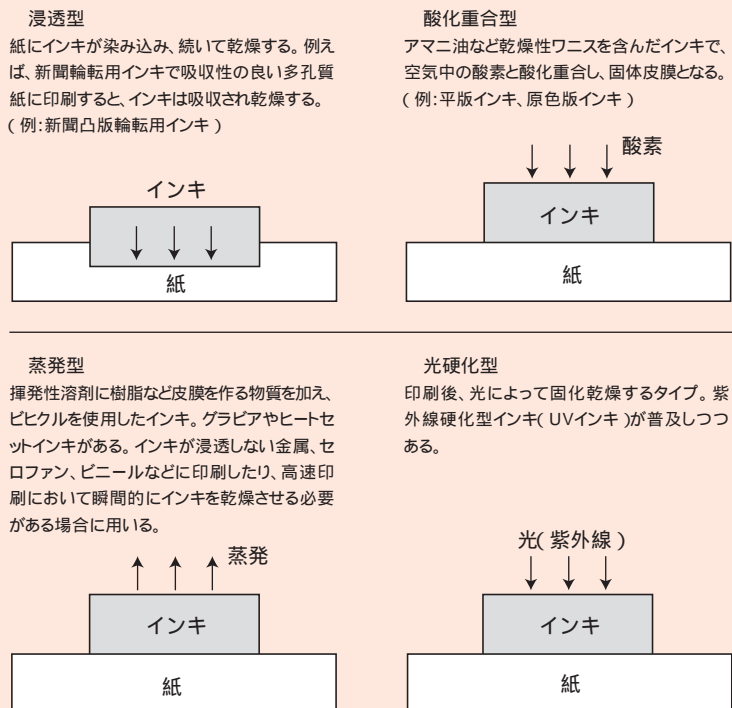 浸透型
紙にインキが染み込み、続いて乾燥する。例え
ば、新聞輪転用インキで吸収性の良い多孔質
紙に印刷すると、インキは吸収され乾燥する。
( 例:新聞凸版輪転用インキ )
インキ
紙
酸化重合型
アマニ油など乾燥性ワニスを含んだインキで、
空気中の酸素と酸化重合し、固体皮膜となる。
( 例:平版インキ、原色版インキ )
酸素
インキ
紙
蒸発型
揮発性溶剤に樹脂など皮膜を作る物質を加え、
ビヒクルを使用したインキ。グラビアやヒートセ
ットインキがある。インキが浸透しない金属、セ
ロファン、ビニールなどに印刷したり、高速印
刷において瞬間的にインキを乾燥させる必要
がある場合に用いる。
蒸発
インキ
紙
光硬化型
印刷後、光によって固化乾燥するタイプ。紫
外線硬化型インキ( UVインキ )が普及しつつ
ある。
光( 紫外線 )
インキ
紙